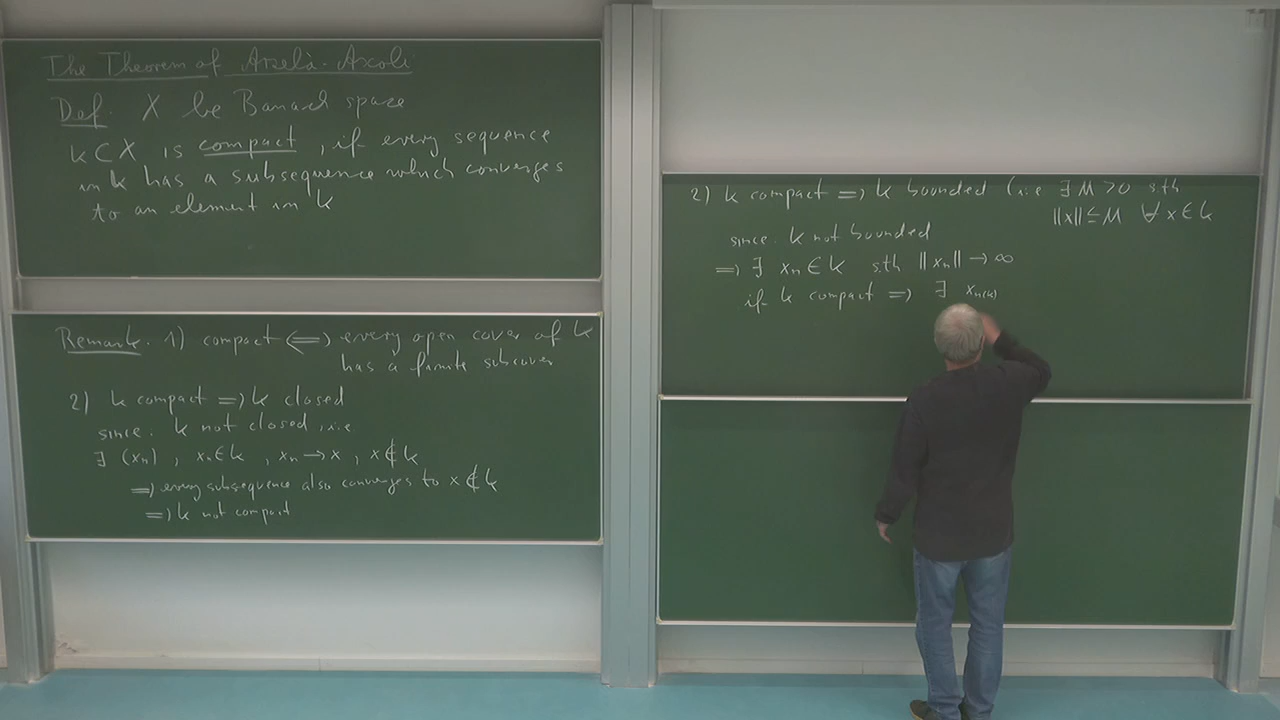 The Theorem of Arzelà-Ascoli
Def. X be Banach space
K ⊂ X is compact, if every sequence
in K has a subsequence which converges
to an element in K
Remark. 1) compact ⟺ every open cover of K
has a finite subcover
2) K compact ⟹ K closed
since. K not closed, i.e
∃ (xₙ), xₙ ∈ K, xₙ → x, x ∉ K
⟹ every subsequence also converges to x ∉ K
⟹ K not compact
2) K compact ⟹ K bounded (i.e ∃ M > 0 sth
||x|| ≤ M ∀ x ∈ K
since. K not bounded
⟹ ∃ xₙ ∈ K sth ||xₙ|| → ∞
if K compact ⟹ ∃ x_{n(k)}